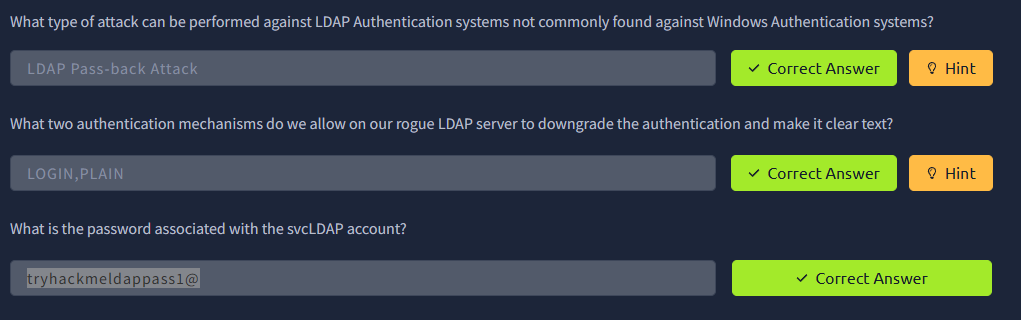 What type of attack can be performed against LDAP Authentication systems not commonly found against Windows Authentication systems?
LDAP Pass-back Attack
Correct Answer
Hint
What two authentication mechanisms do we allow on our rogue LDAP server to downgrade the authentication and make it clear text?
LOGIN,PLAIN
Correct Answer
Hint
What is the password associated with the svcLDAP account?
tryhackmeldappass1@
Correct Answer